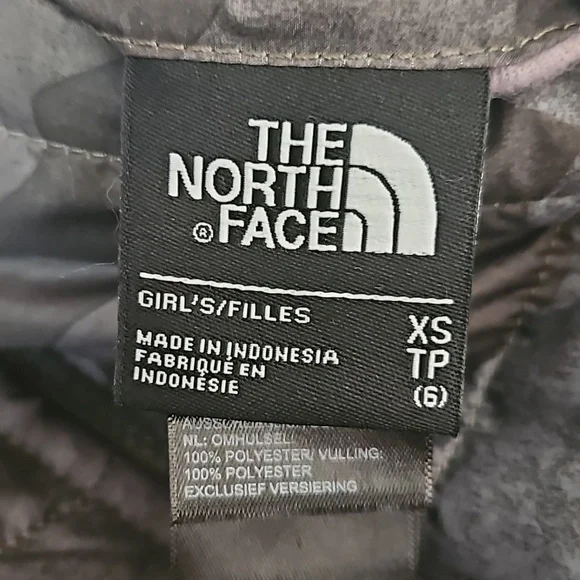 THE
NORTH
® FACE
GIRL'S/FILLES
XS
TP
(6)
MADE IN INDONESIA
FABRIQUÉ EN
INDONÉSIE
NL: OMHULSEL
100% POLYESTER/ VULLING:
100% POLYESTER
EXCLUSIEF VERSIERING